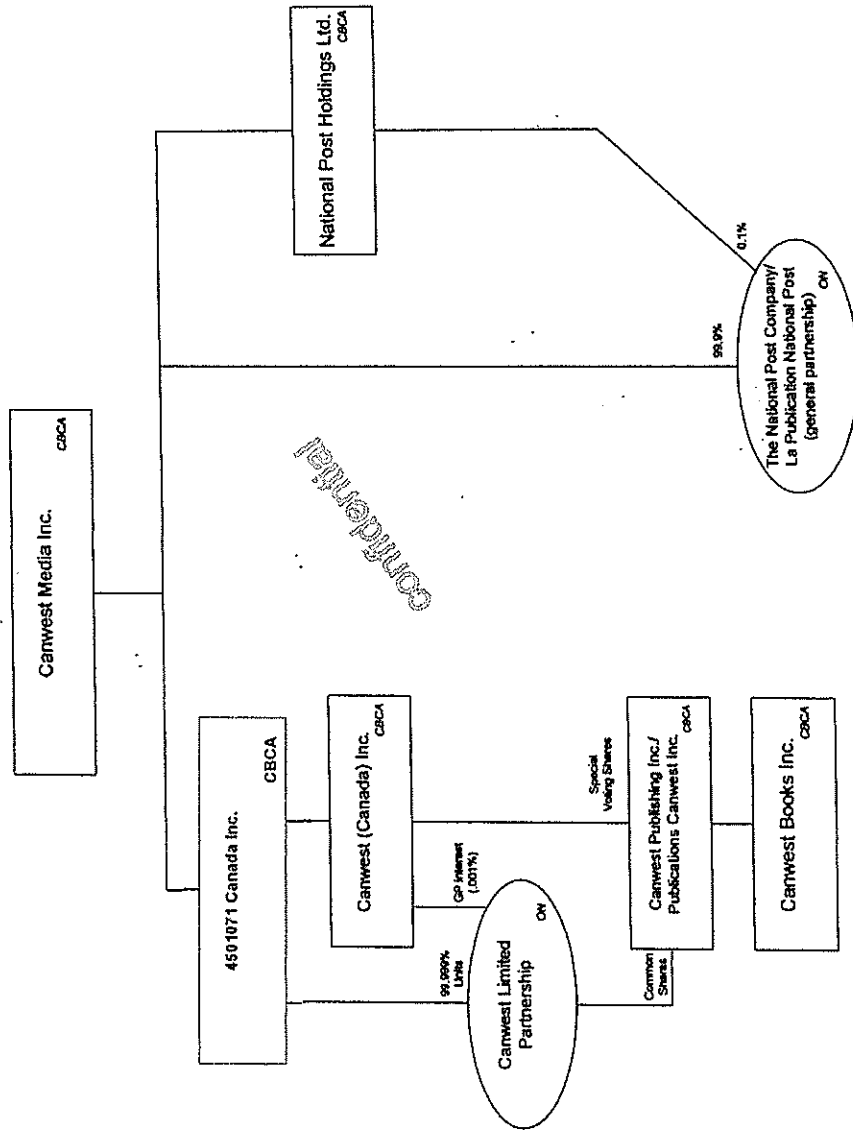 Canwest Media Inc.
CBCA
4501071 Canada Inc.
CBCA
National Post Holdings Ltd.
CBCA
Canwest (Canada) Inc.
CBCA
99.999%
Units
GP interest
(.001%)
Special
Voting Shares
99.9%
0.1%
Canwest Limited
Partnership
ON
Common
Shares
Canwest Publishing Inc./
Publications Canwest Inc.
CBCA
The National Post Company/
La Publication National Post
(general partnership)
ON
Canwest Books Inc.
CBCA
confidential